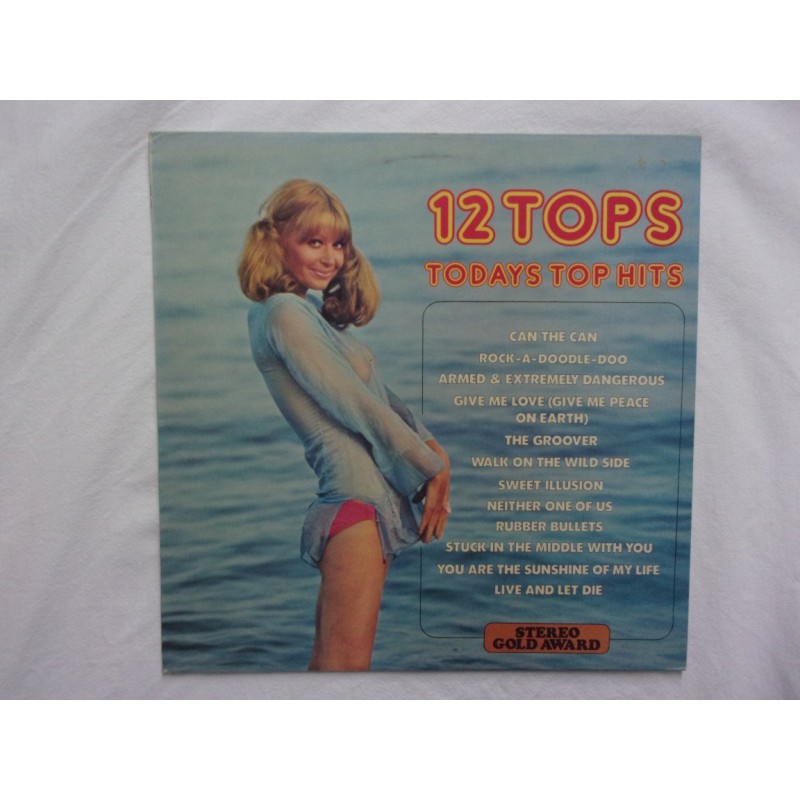 12 TOPS
TODAYS TOP HITS
CAN THE CAN
ROCK-A-DOODLE-DOO
ARMED & EXTREMELY DANGEROUS
GIVE ME LOVE (GIVE ME PEACE
ON EARTH)
THE GROOVER
WALK ON THE WILD SIDE
SWEET ILLUSION
NEITHER ONE OF US
RUBBER BULLETS
STUCK IN THE MIDDLE WITH YOU
YOU ARE THE SUNSHINE OF MY LIFE
LIVE AND LET DIE
STEREO
GOLD AWARD